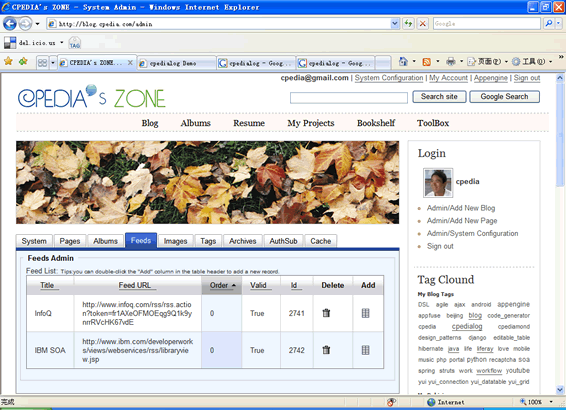 CPEDIA's ZONE - System Admin - Windows Internet Explorer
http://blog.cpedia.com/admin
Google
del.icio.us
TAG
CPEDIA's ZONE...
cpedialog Demo
cpedialog - Goog...
cpedialog - Goog...
页面(P)
工具(O)
cpedia@gmail.com | System Configuration | My Account | Appengine | Sign out
CPEDIA's ZONE
Search site
Google Search
Blog Albums Resume My Projects Bookshelf ToolBox
Login
cpedia
Admin/Add New Blog
Admin/Add New Page
Admin/System Configuration
Sign out
System Pages Albums Feeds Images Tags Archives AuthSub Cache
Feeds Admin
Feed List: Tips:you can double-click the "Add" column in the table header to add a new record.
Title Feed URL Order Valid Id Delete Add
InfoQ
http://www.infoq.com/rss/rss.actio
n?token=fr1AXeOFMOEqg9Q1k9y
nrrRVcHK67vdE
0 true 2741
IBM SOA
http://www.ibm.com/developerwork
s/views/webservices/rss/libraryvie
w.jsp
0 true 2742
Tag Clound
My Blog Tags
DSL agile ajax android appengine
appfuse beijing blog code_generator
cpedia cpedialog cpediamond
design_patterns django editable_table
hibernate java life liferay love mobile
music php portal python recaptcha soa
spring struts work workflow youtube
yui yui_connection yui_datatable yui_grid
完成
Internet
100%